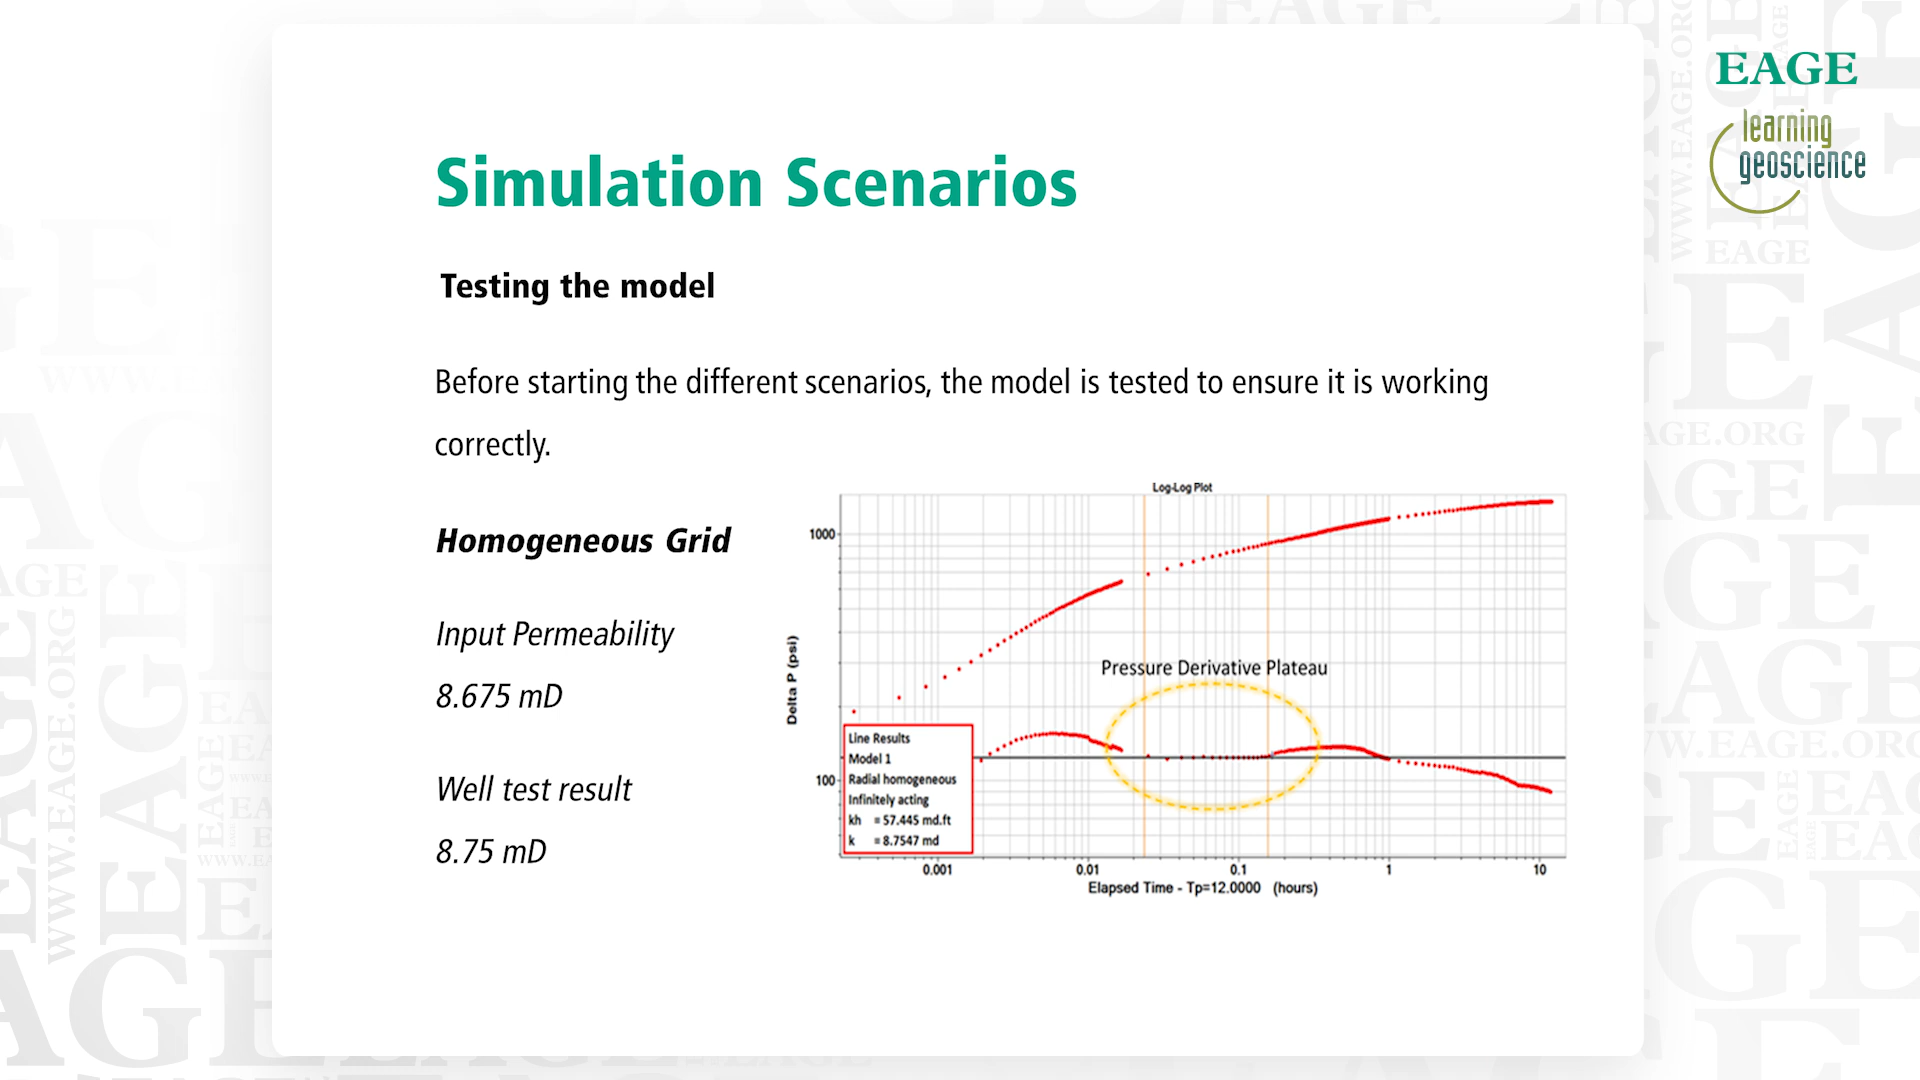 EAGE
learning
geoscience
Simulation Scenarios
Testing the model
Before starting the different scenarios, the model is tested to ensure it is working
correctly.
Homogeneous Grid
Input Permeability
8.675 mD
Well test result
8.75 mD
Log-Log Plot
1000
100
Delta P (psi)
Pressure Derivative Plateau
Line Results
Model 1
Radial homogeneous
Infinitely acting
kh = 57.445 md.ft
k = 8.7547 md
0.001 0.01 0.1 1 10
Elapsed Time - Tp=12.0000 (hours)